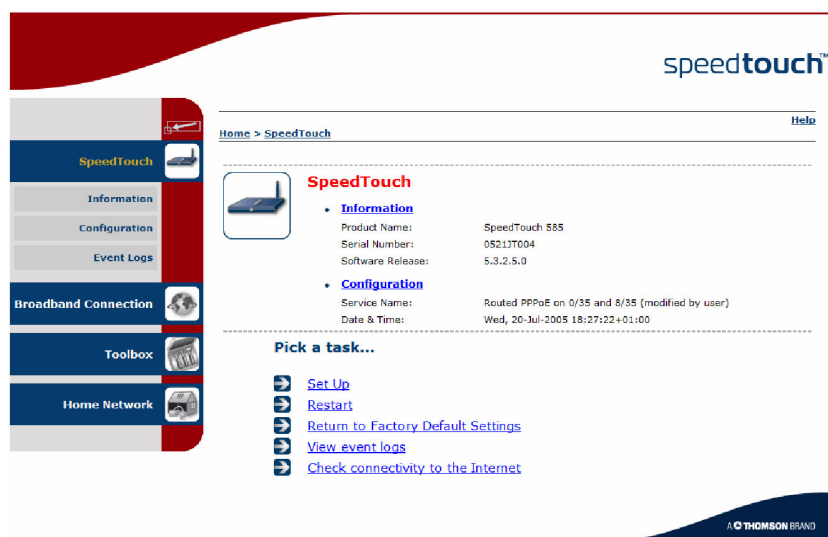 speedtouch™
Help
Home > SpeedTouch
SpeedTouch
Information
Configuration
Event Logs
Broadband Connection
Toolbox
Home Network
SpeedTouch
Information
Product Name: SpeedTouch 585
Serial Number: 0521JT004
Software Release: 5.3.2.5.0
Configuration
Service Name: Routed PPPoE on 0/35 and 8/35 (modified by user)
Date & Time: Wed, 20-Jul-2005 18:27:22+01:00
Pick a task...
Set Up
Restart
Return to Factory Default Settings
View event logs
Check connectivity to the Internet
A THOMSON BRAND